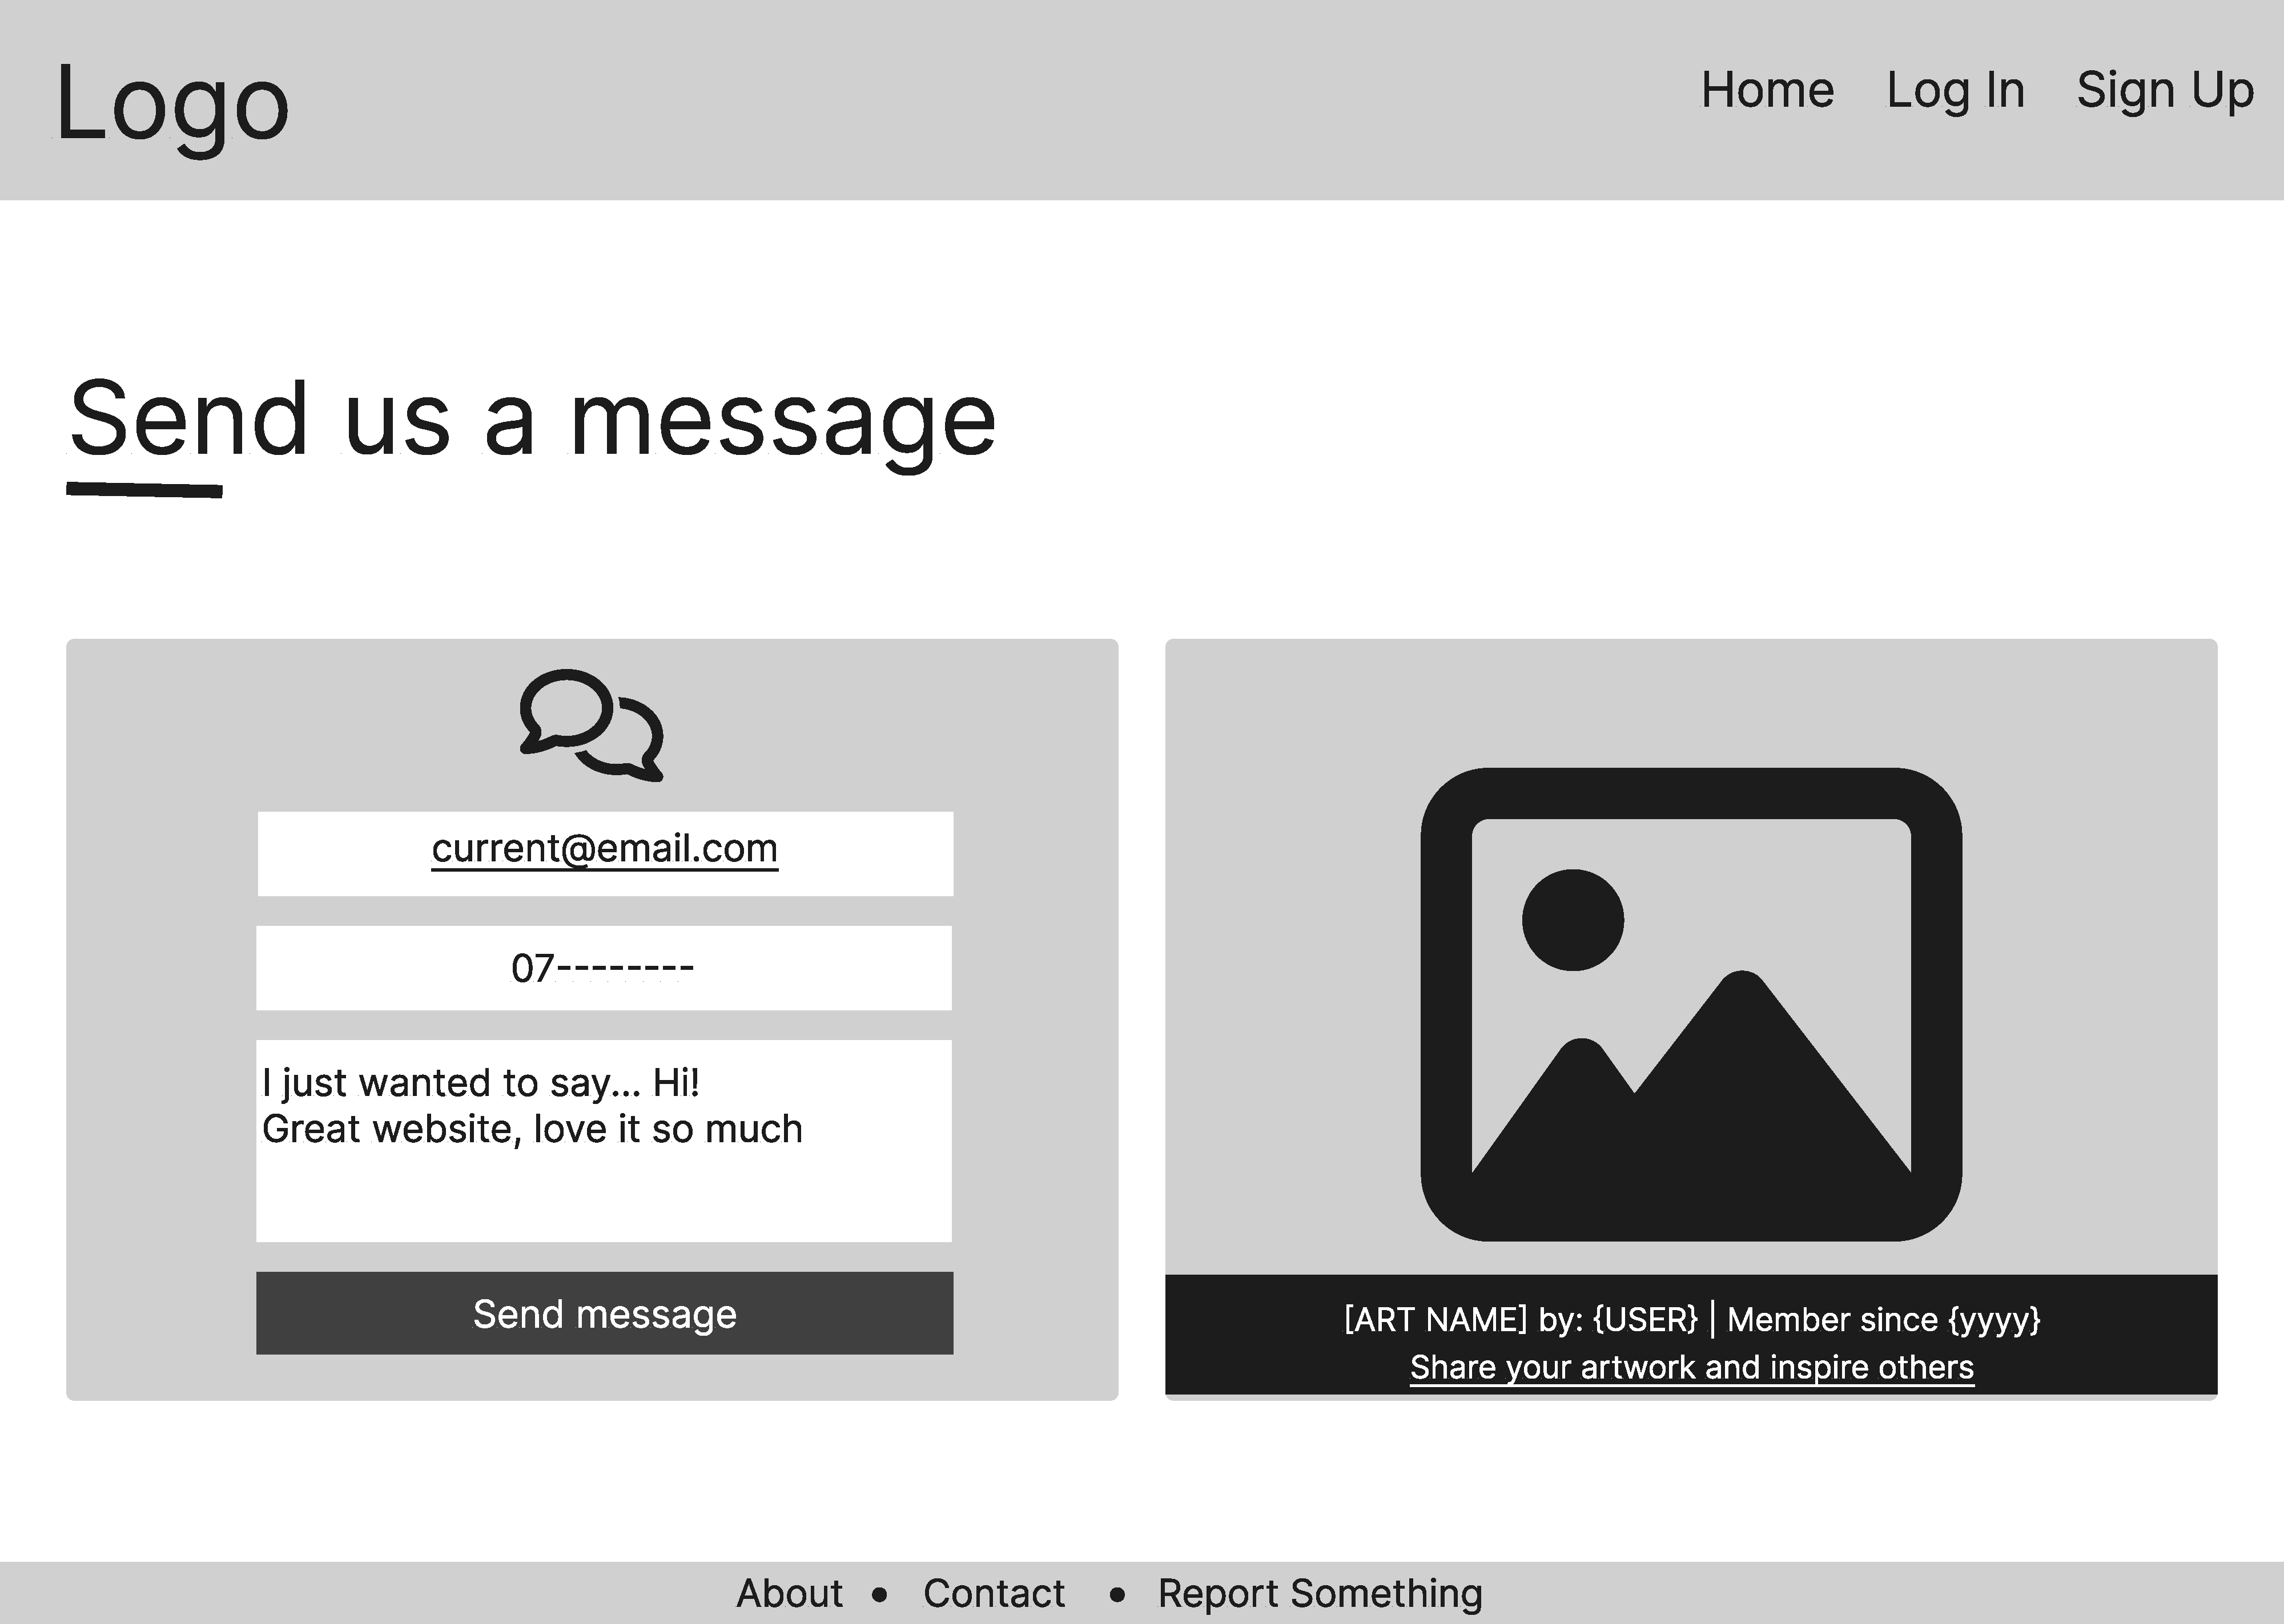 Logo
Home Log In Sign Up
Send us a message
current@email.com
07--------
I just wanted to say... Hi!
Great website, love it so much
Send message
[ART NAME] by: {USER} | Member since {yyyy}
Share your artwork and inspire others
About • Contact • Report Something